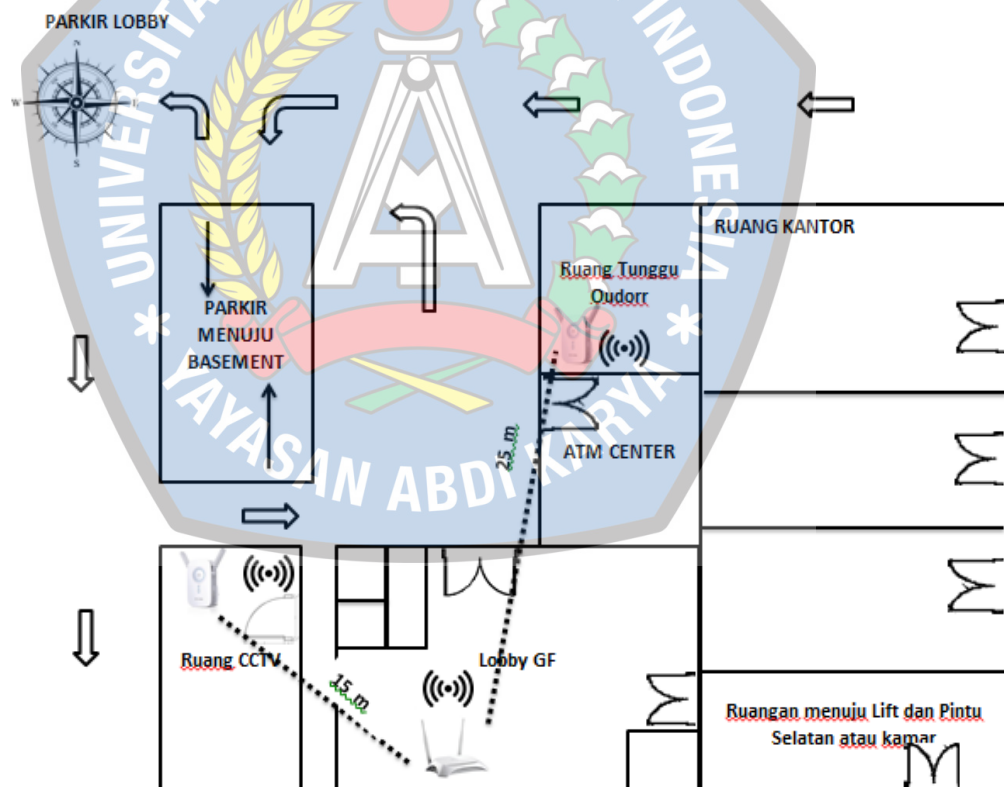 PARKIR LOBBY
N
W
E
S
UNIVERSITA
INDONESIA
YAYASAN ABDI KARYA
RUANG KANTOR
Ruang Tunggu
Oudorr
PARKIR
MENUJU
BASEMENT
25 m
ATM CENTER
Ruang CCTV
15 m
Lobby GF
Ruangan menuju Lift dan Pintu
Selatan atau kamar